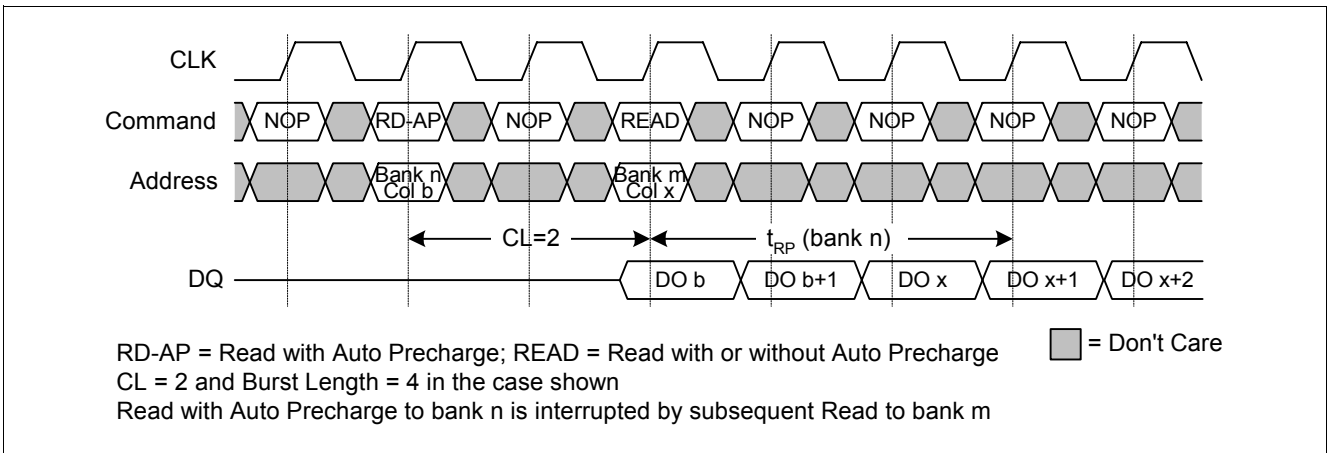 CLK
Command NOP RD-AP NOP READ NOP NOP NOP NOP
Address Bank n Col b Bank m Col x
CL=2 tRP (bank n)
DQ DO b DO b+1 DO x DO x+1 DO x+2
RD-AP = Read with Auto Precharge; READ = Read with or without Auto Precharge
= Don't Care
CL = 2 and Burst Length = 4 in the case shown
Read with Auto Precharge to bank n is interrupted by subsequent Read to bank m